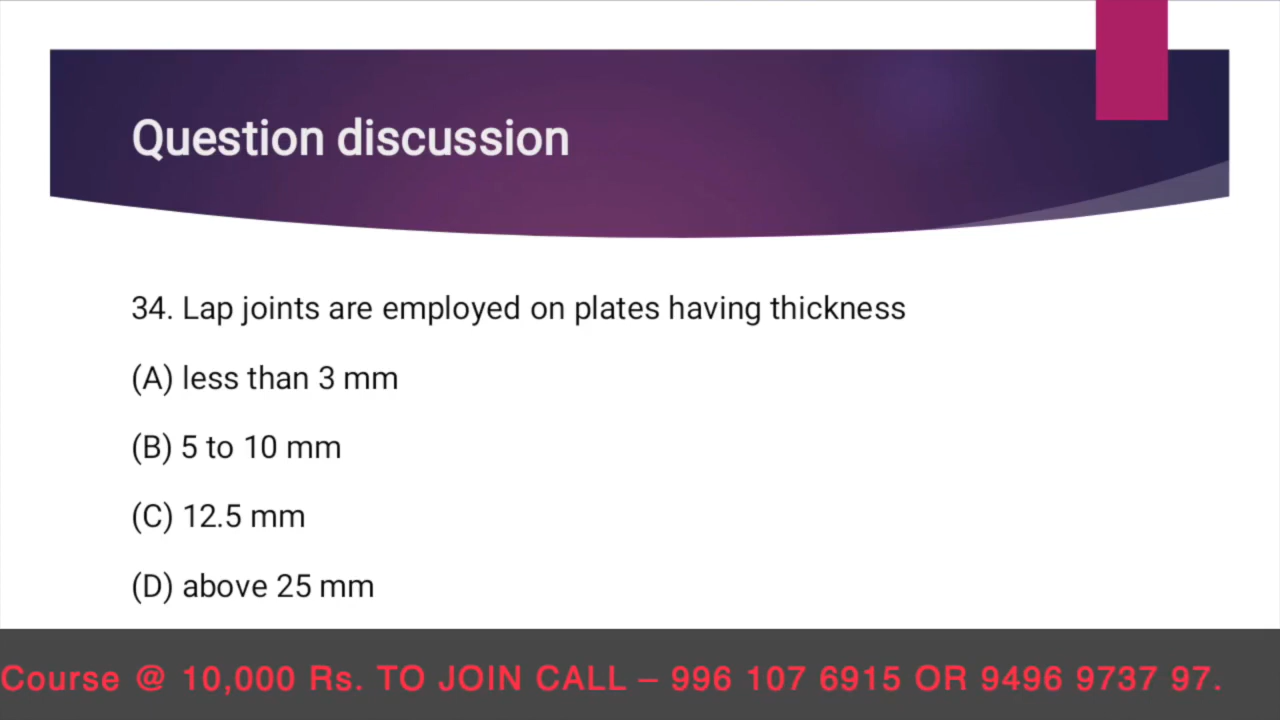 Question discussion
34. Lap joints are employed on plates having thickness
(A) less than 3 mm
(B) 5 to 10 mm
(C) 12.5 mm
(D) above 25 mm
Course @ 10,000 Rs. TO JOIN CALL – 996 107 6915 OR 9496 9737 97.